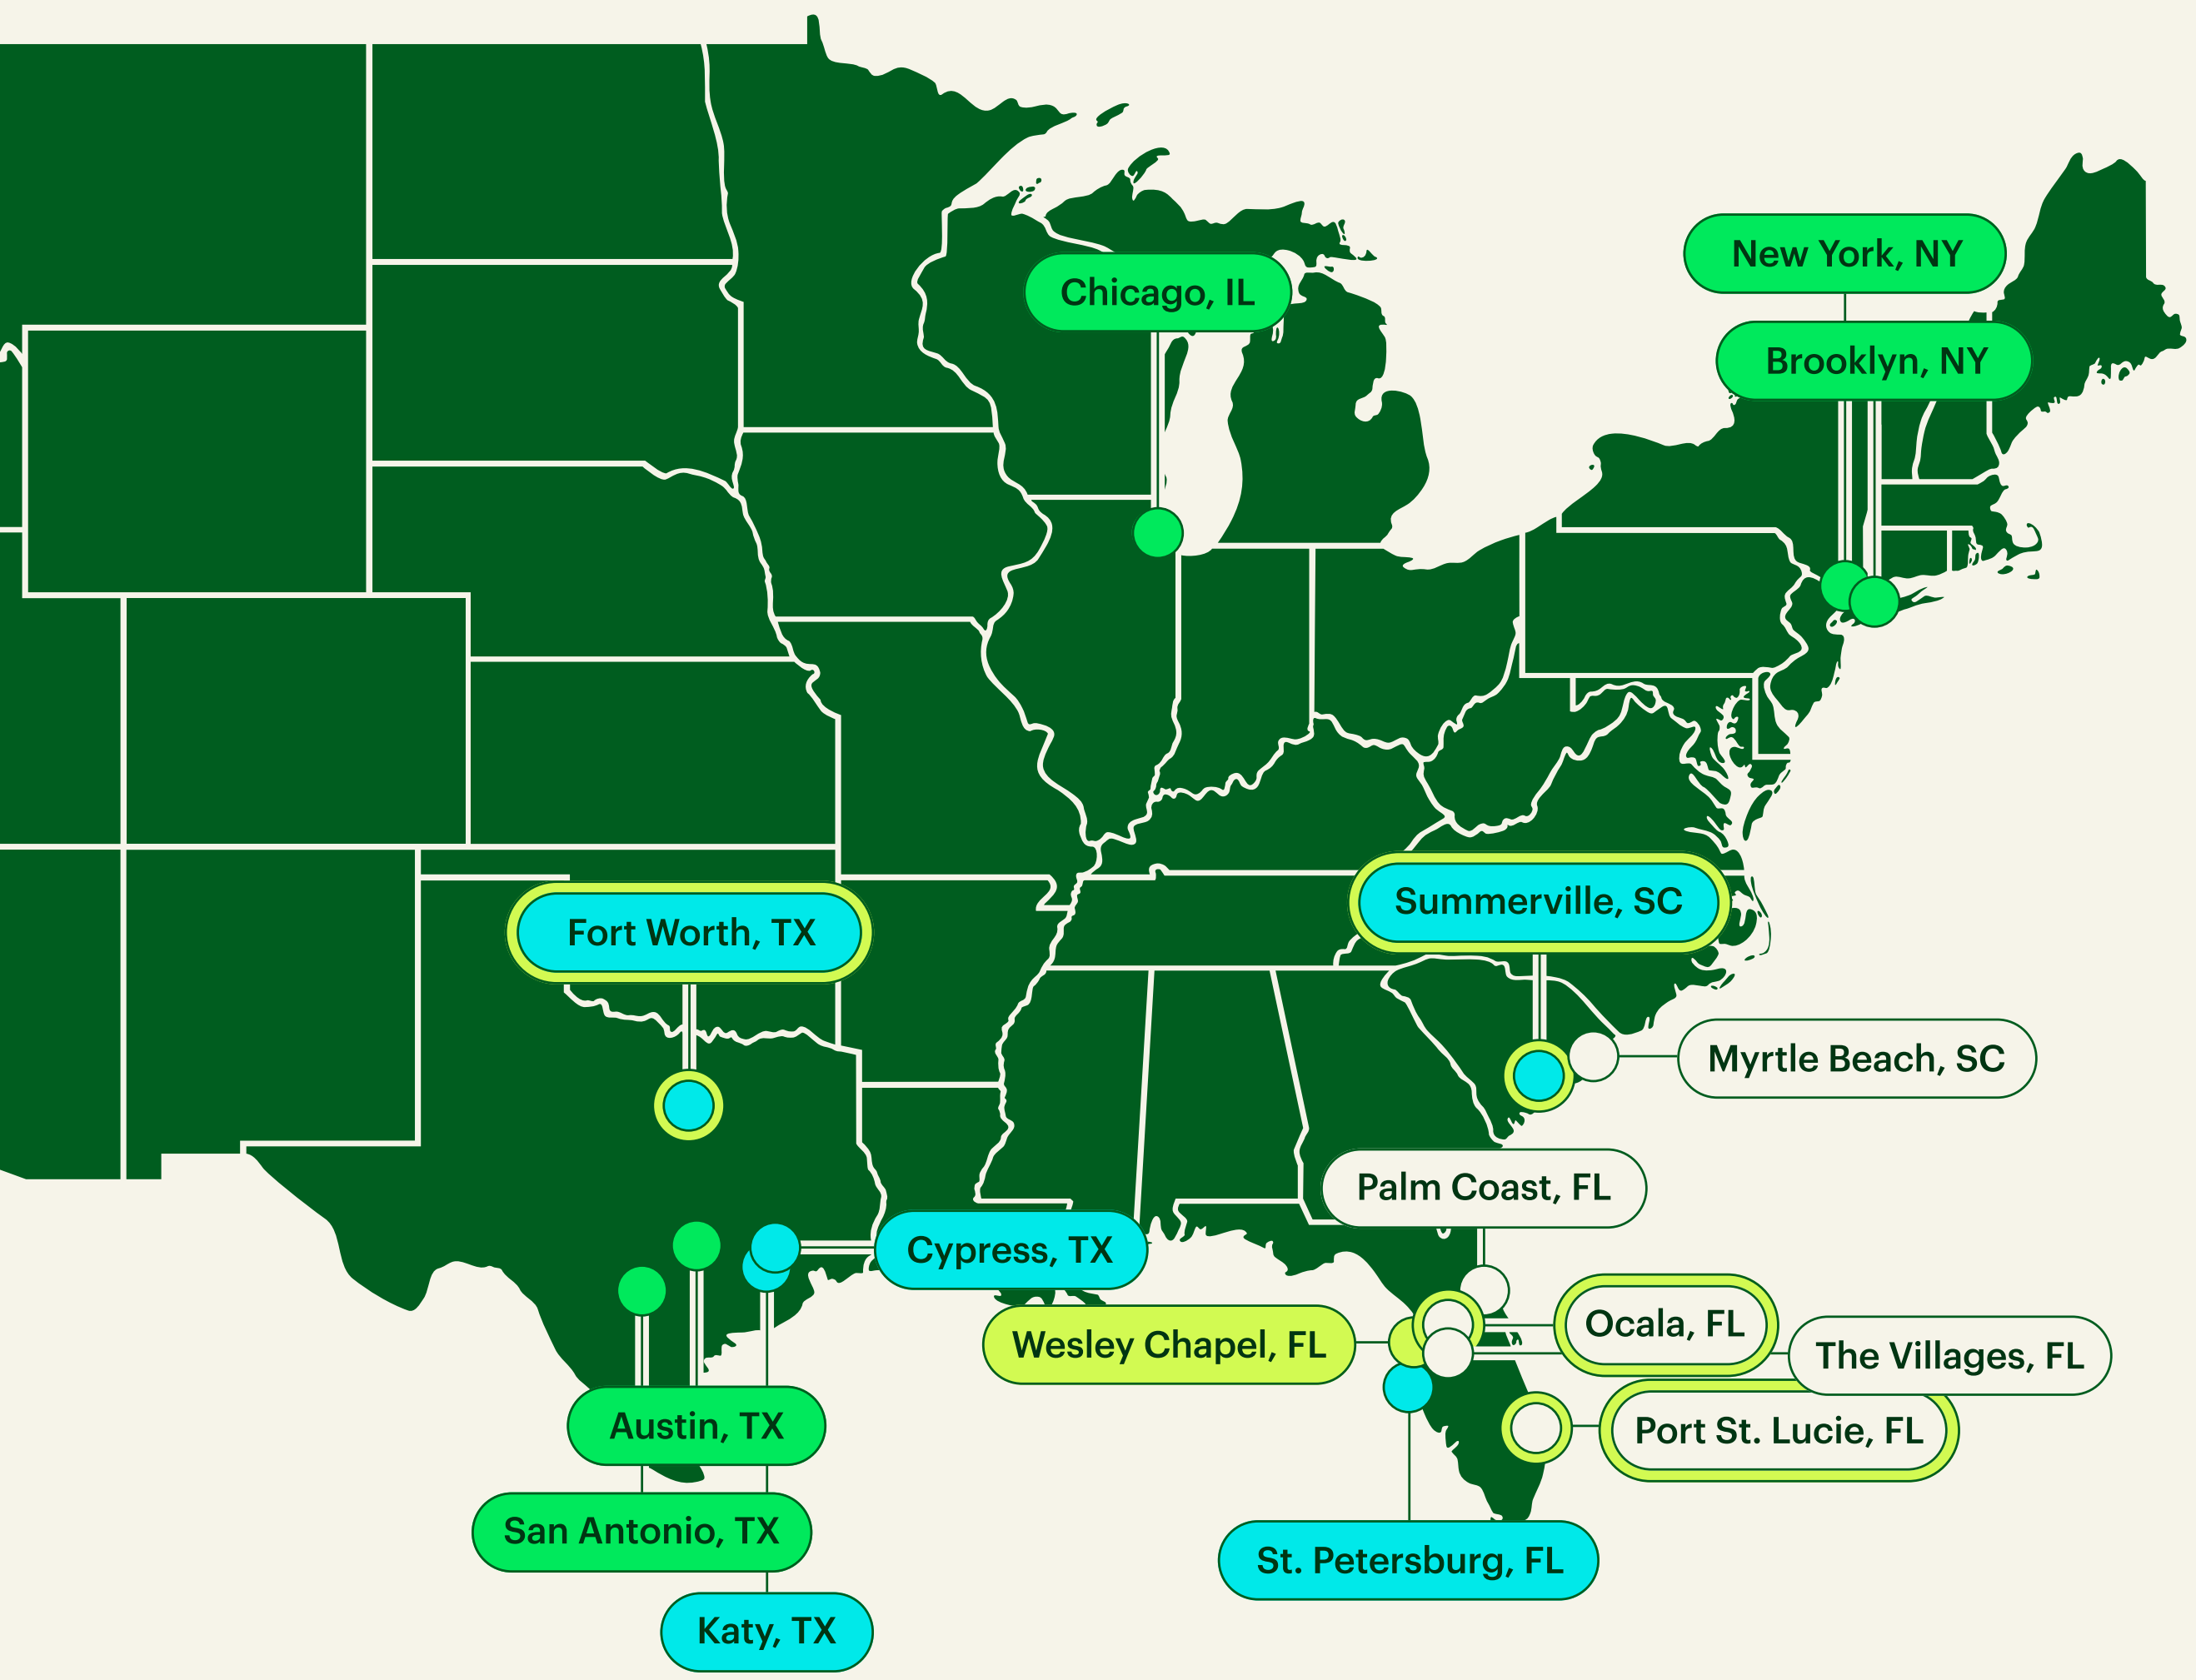 New York, NY
Chicago, IL
Brooklyn, NY
Summerville, SC
Fort Worth, TX
Myrtle Beach, SC
Palm Coast, FL
Cypress, TX
Ocala, FL
Wesley Chapel, FL
The Villages, FL
Austin, TX
Port St. Lucie, FL
San Antonio, TX
St. Petersburg, FL
Katy, TX